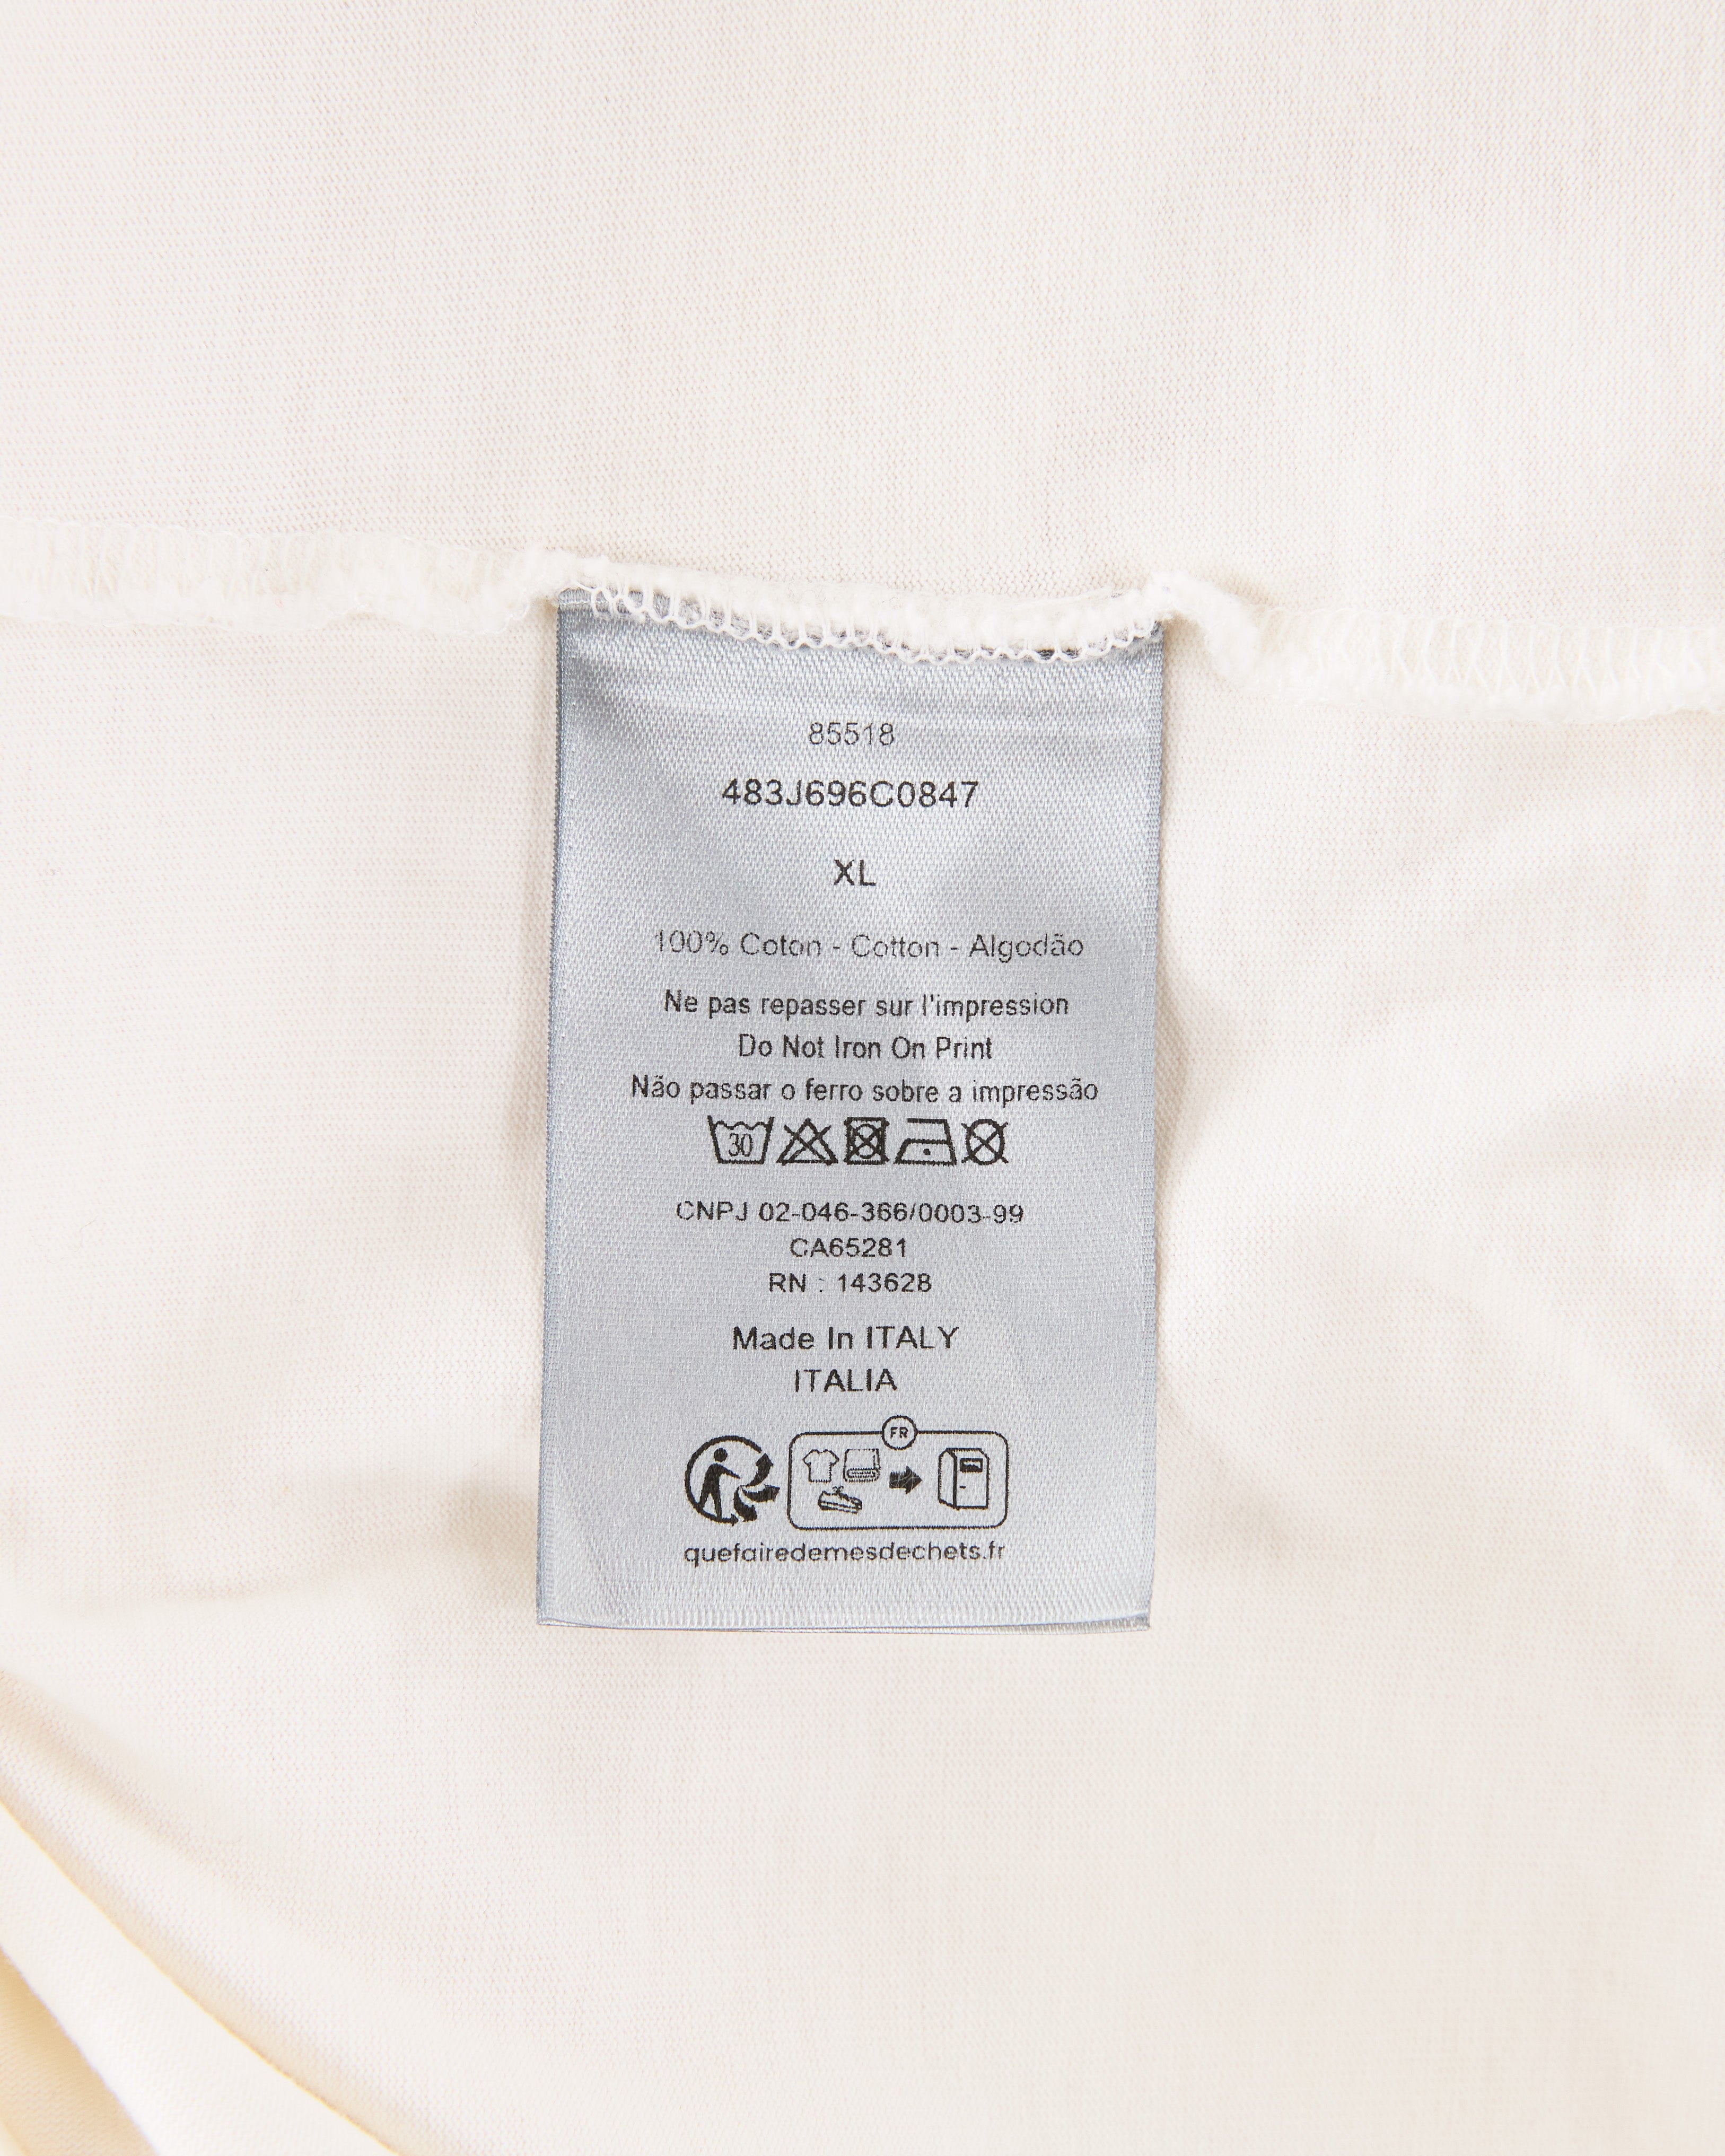 85518
483J696C0847
XL
100% Coton - Cotton - Algodão
Ne pas repasser sur l'impression
Do Not Iron On Print
Não passar o ferro sobre a impressão
30
CNPJ 02-046-366/0003-99
CA65281
RN : 143628
Made In ITALY
ITALIA
FR
quefairedemesdechets.fr